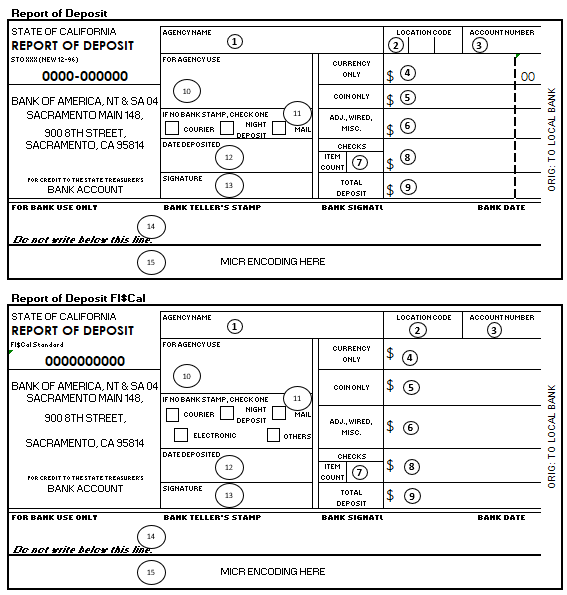 Report of Deposit
STATE OF CALIFORNIA
REPORT OF DEPOSIT
STO XXX (NEW 12-96)
0000-000000
BANK OF AMERICA, NT & SA 04
SACRAMENTO MAIN 148,
900 8TH STREET,
SACRAMENTO, CA 95814
FOR CREDIT TO THE STATE TREASURER'S
BANK ACCOUNT
AGENCY NAME
1
LOCATION CODE
2
ACCOUNT NUMBER
3
FOR AGENCY USE
10
IF NO BANK STAMP, CHECK ONE
11
COURIER
NIGHT
DEPOSIT
MAIL
DATE DEPOSITED
12
SIGNATURE
13
CURRENCY
ONLY
$ 4
00
COIN ONLY
$ 5
ADJ., WIRED,
MISC.
$ 6
CHECKS
ITEM
COUNT
7
$ 8
TOTAL
DEPOSIT
$ 9
ORIG: TO LOCAL BANK
FOR BANK USE ONLY
BANK TELLER'S STAMP
BANK SIGNATU
BANK DATE
14
Do not write below this line.
15
MICR ENCODING HERE
Report of Deposit FI$Cal
STATE OF CALIFORNIA
REPORT OF DEPOSIT
FI$Cal Standard
0000000000
BANK OF AMERICA, NT & SA 04
SACRAMENTO MAIN 148,
900 8TH STREET,
SACRAMENTO, CA 95814
FOR CREDIT TO THE STATE TREASURER'S
BANK ACCOUNT
AGENCY NAME
1
LOCATION CODE
2
ACCOUNT NUMBER
3
FOR AGENCY USE
10
IF NO BANK STAMP, CHECK ONE
11
COURIER
NIGHT
DEPOSIT
MAIL
ELECTRONIC
OTHERS
DATE DEPOSITED
12
SIGNATURE
13
CURRENCY
ONLY
$ 4
COIN ONLY
$ 5
ADJ., WIRED,
MISC.
$ 6
CHECKS
ITEM
COUNT
7
$ 8
TOTAL
DEPOSIT
$ 9
ORIG: TO LOCAL BANK
FOR BANK USE ONLY
BANK TELLER'S STAMP
BANK SIGNATU
BANK DATE
14
Do not write below this line.
15
MICR ENCODING HERE